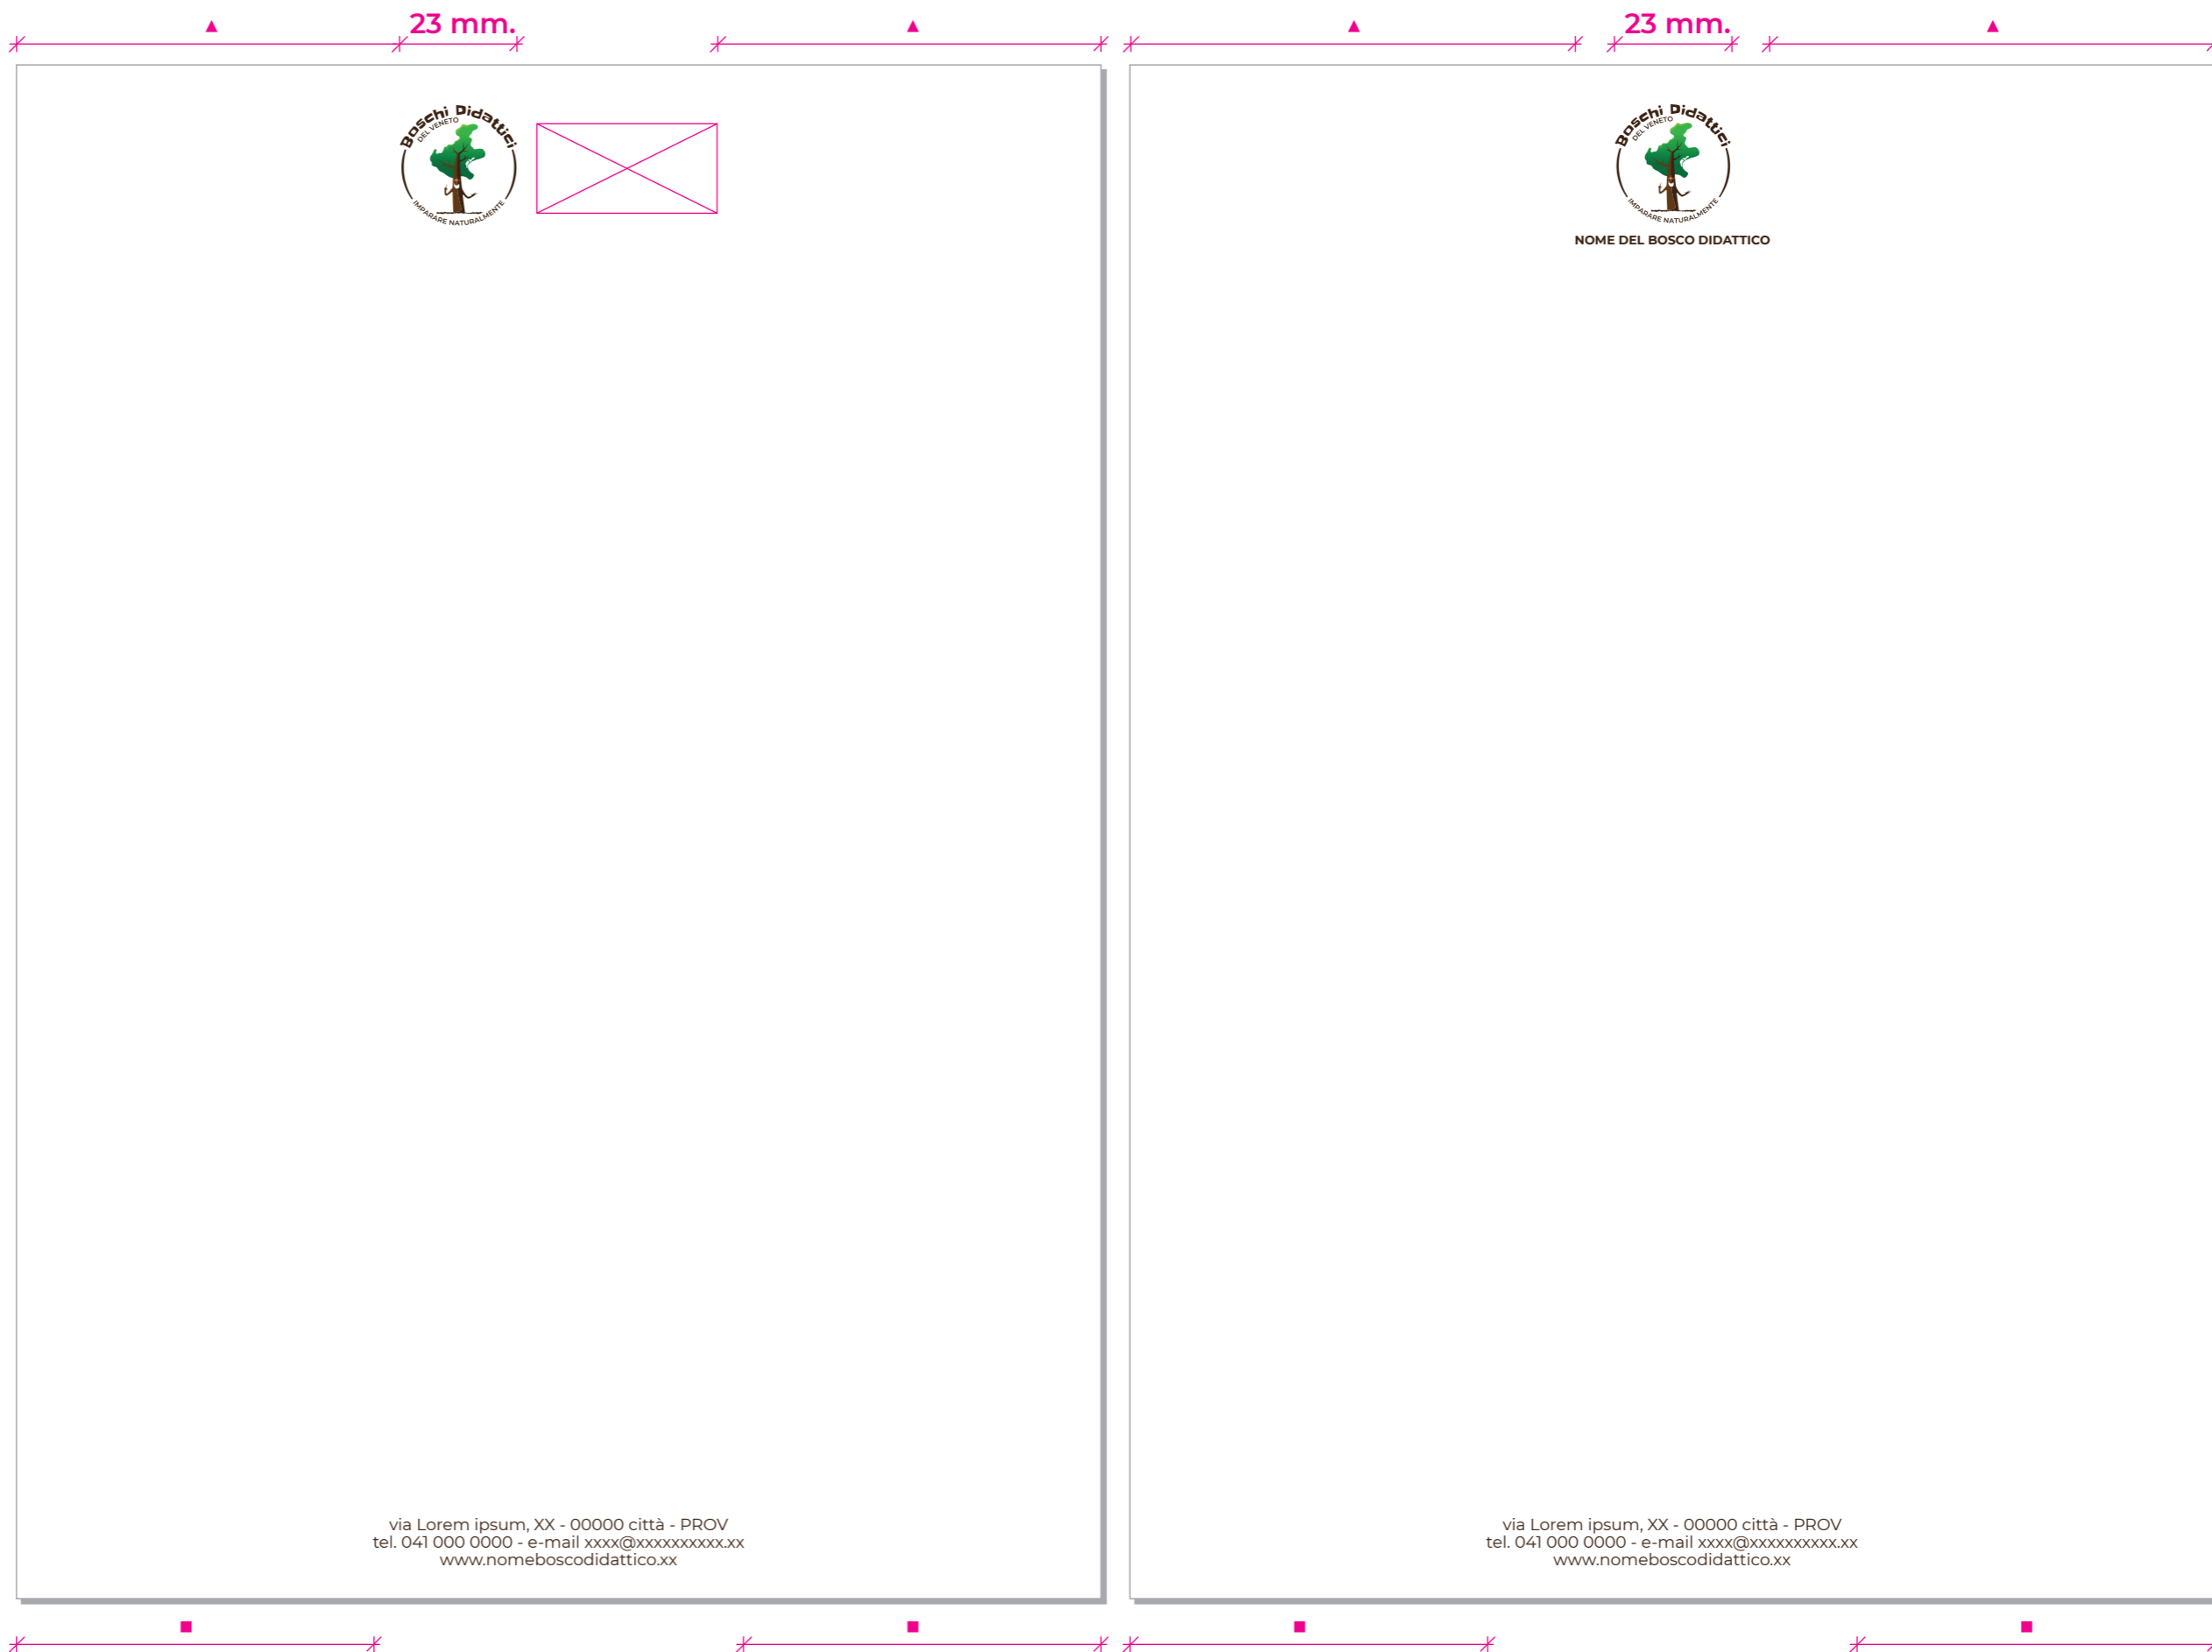 23 mm.
23 mm.
Boschi Didattici
DEL VENETO
IMPARARE NATURALMENTE
Boschi Didattici
DEL VENETO
IMPARARE NATURALMENTE
NOME DEL BOSCO DIDATTICO
via Lorem ipsum, XX - 00000 città - PROV
tel. 041 000 0000 - e-mail xxxx@xxxxxxxxxx.xx
www.nomeboscodidattico.xx
via Lorem ipsum, XX - 00000 città - PROV
tel. 041 000 0000 - e-mail xxxx@xxxxxxxxxx.xx
www.nomeboscodidattico.xx